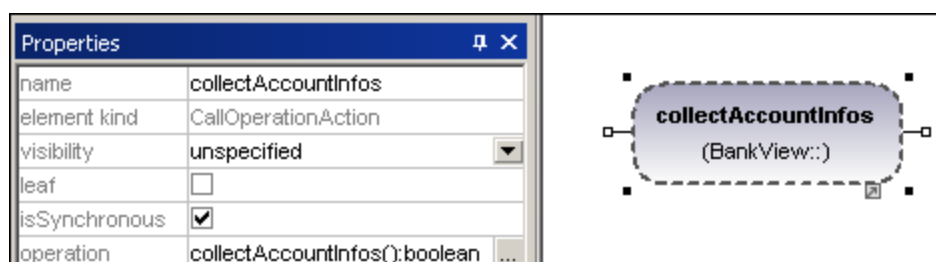 Properties
name collectAccountInfos
element kind CallOperationAction
visibility unspecified
leaf
isSynchronous
operation collectAccountInfos():boolean ...
collectAccountInfos
(BankView::)